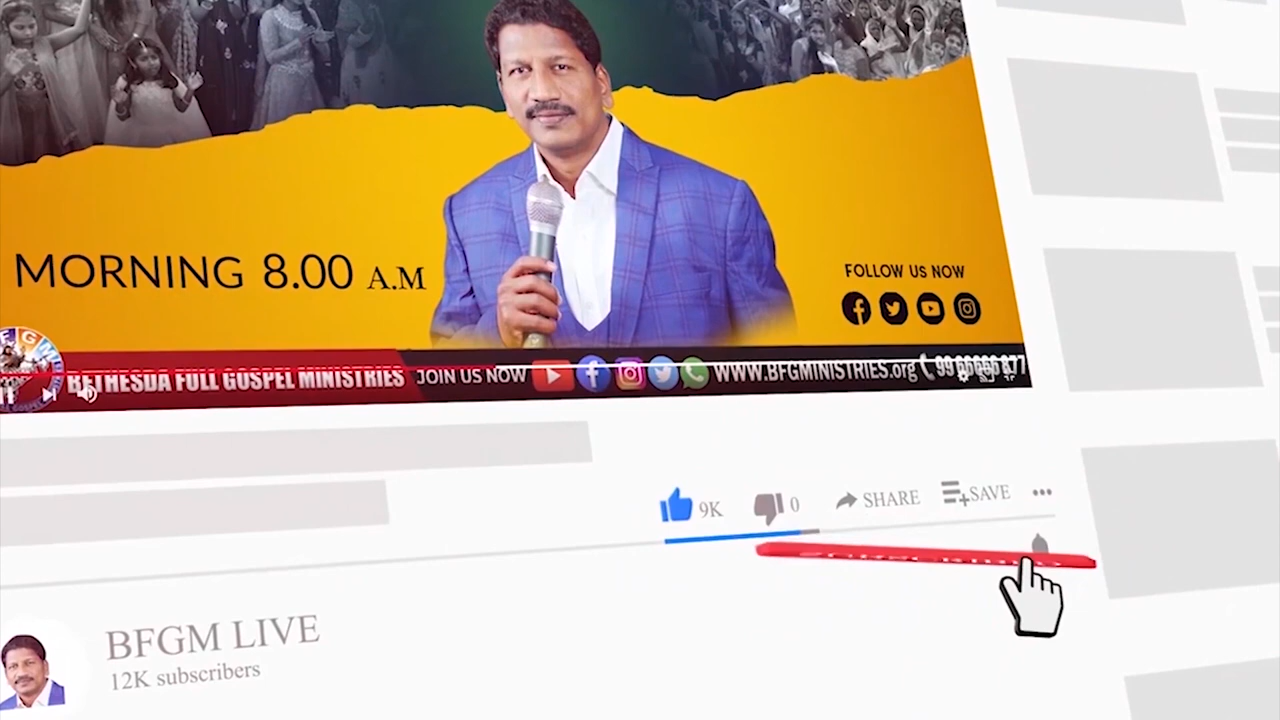 MORNING 8.00 A.M
FOLLOW US NOW
BETHESDA FULL GOSPEL MINISTRIES JOIN US NOW WWW.BFGMINISTRIES.org
9K 0 SHARE SAVE
BFGM LIVE
12K subscribers